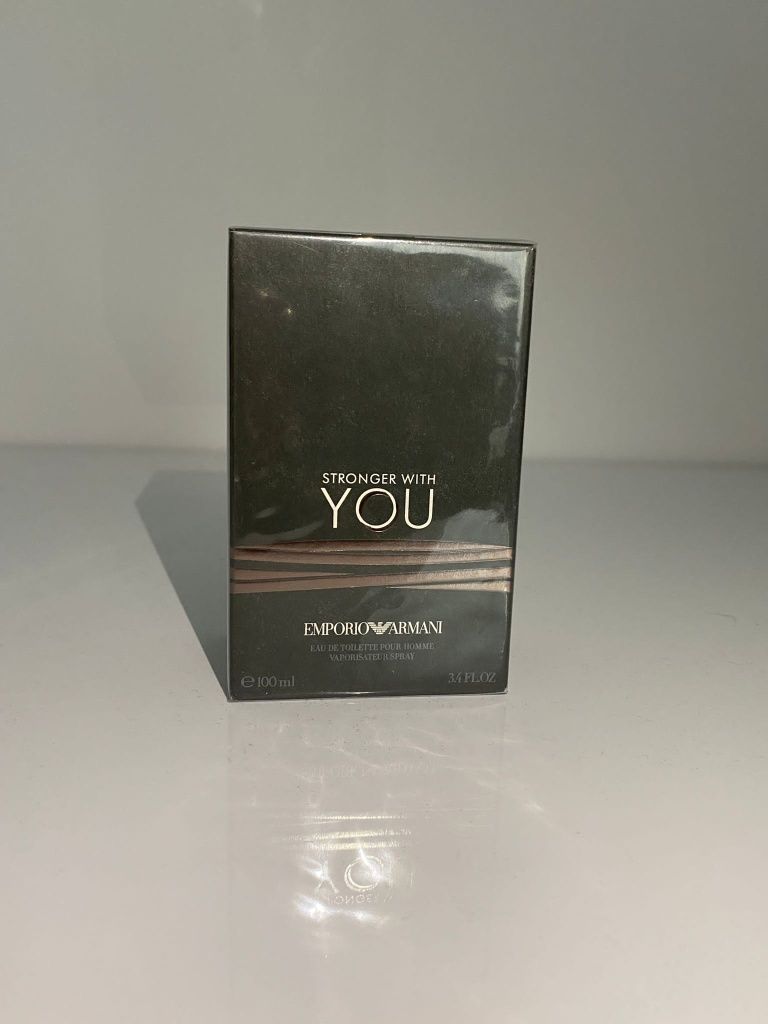 STRONGER WITH
YOU
EMPORIO ARMANI
EAU DE TOILETTE POUR HOMME
VAPORISATEUR SPRAY
℮ 100 ml 3.4 FL.OZ